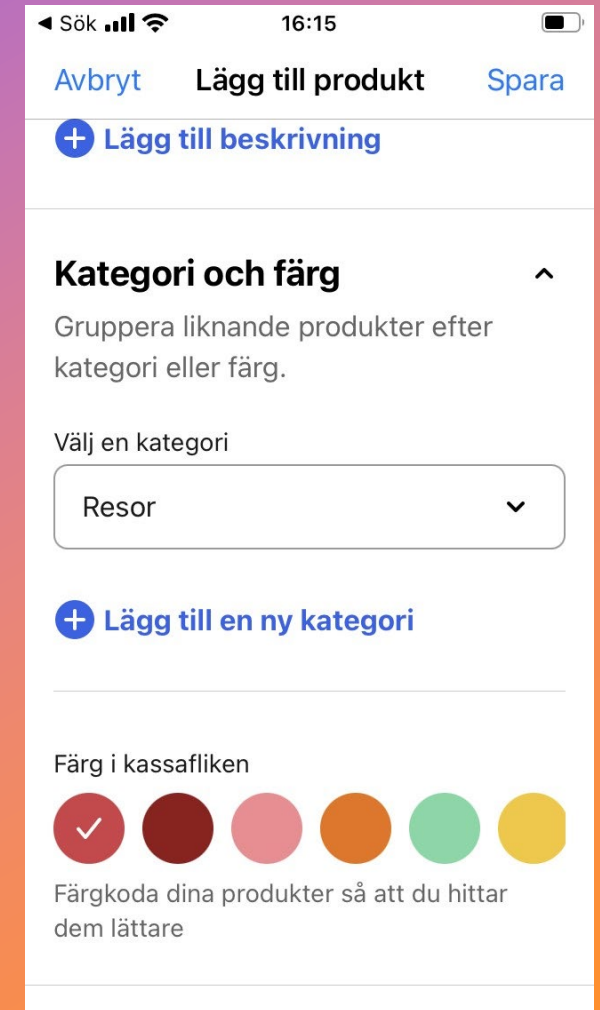 Sök
16:15
Avbryt
Lägg till produkt
Spara
Lägg till beskrivning
Kategori och färg
Gruppera liknande produkter efter
kategori eller färg.
Välj en kategori
Resor
Lägg till en ny kategori
Färg i kassafliken
Färgkoda dina produkter så att du hittar
dem lättare